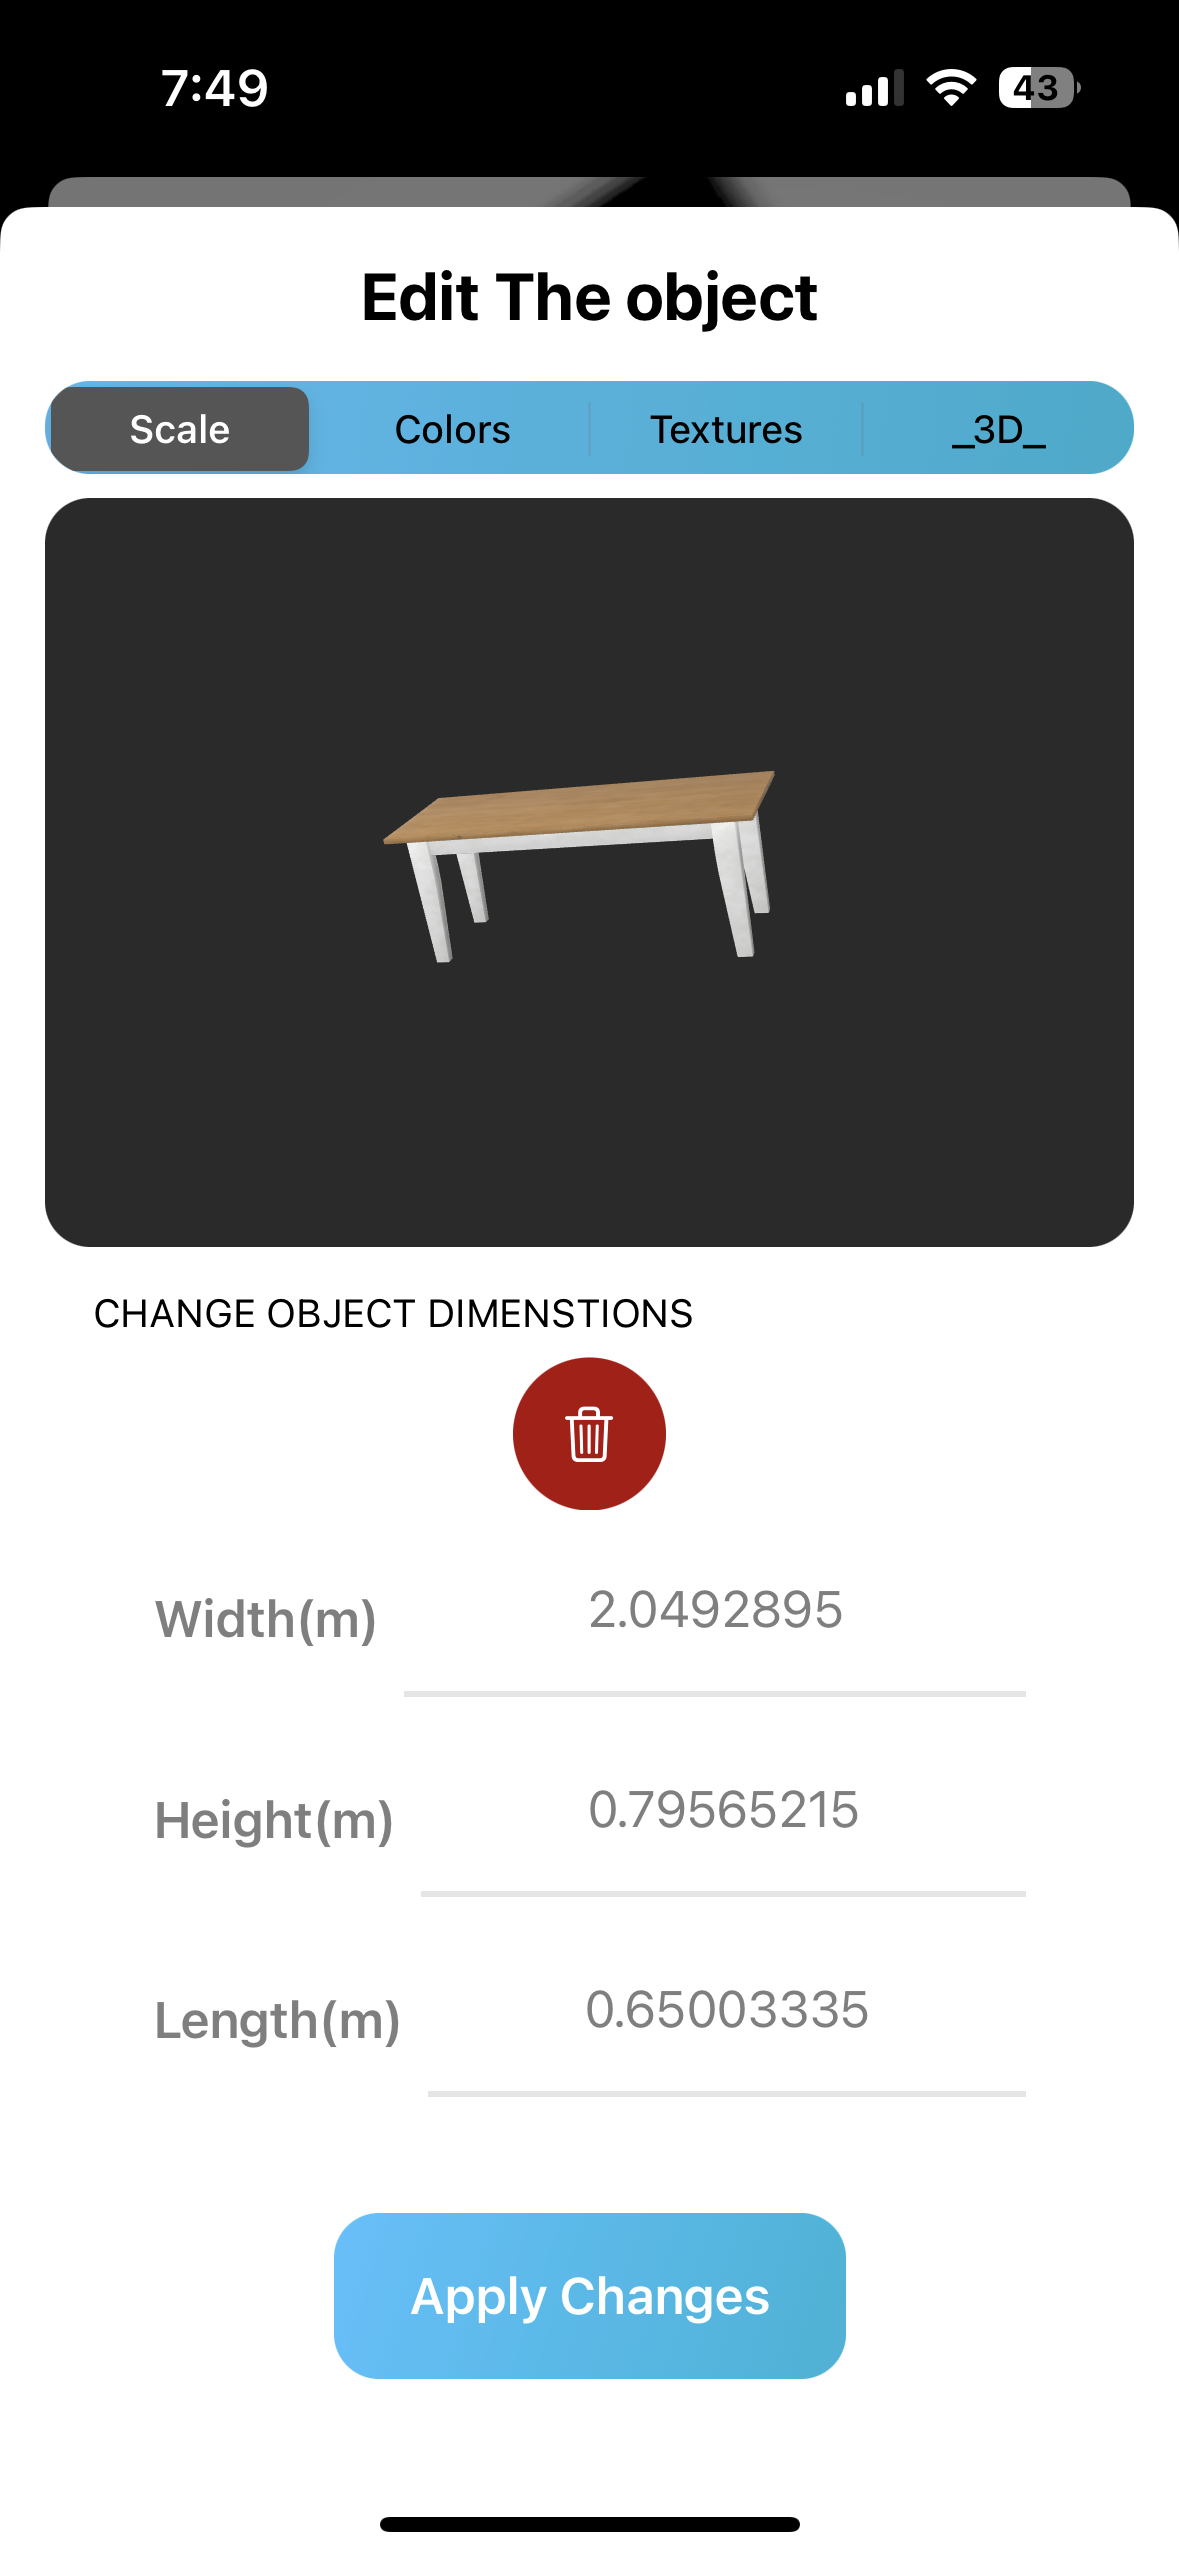 7:49
43
Edit The object
Scale Colors Textures _3D_
CHANGE OBJECT DIMENSTIONS
Width(m) 2.0492895
Height(m) 0.79565215
Length(m) 0.65003335
Apply Changes